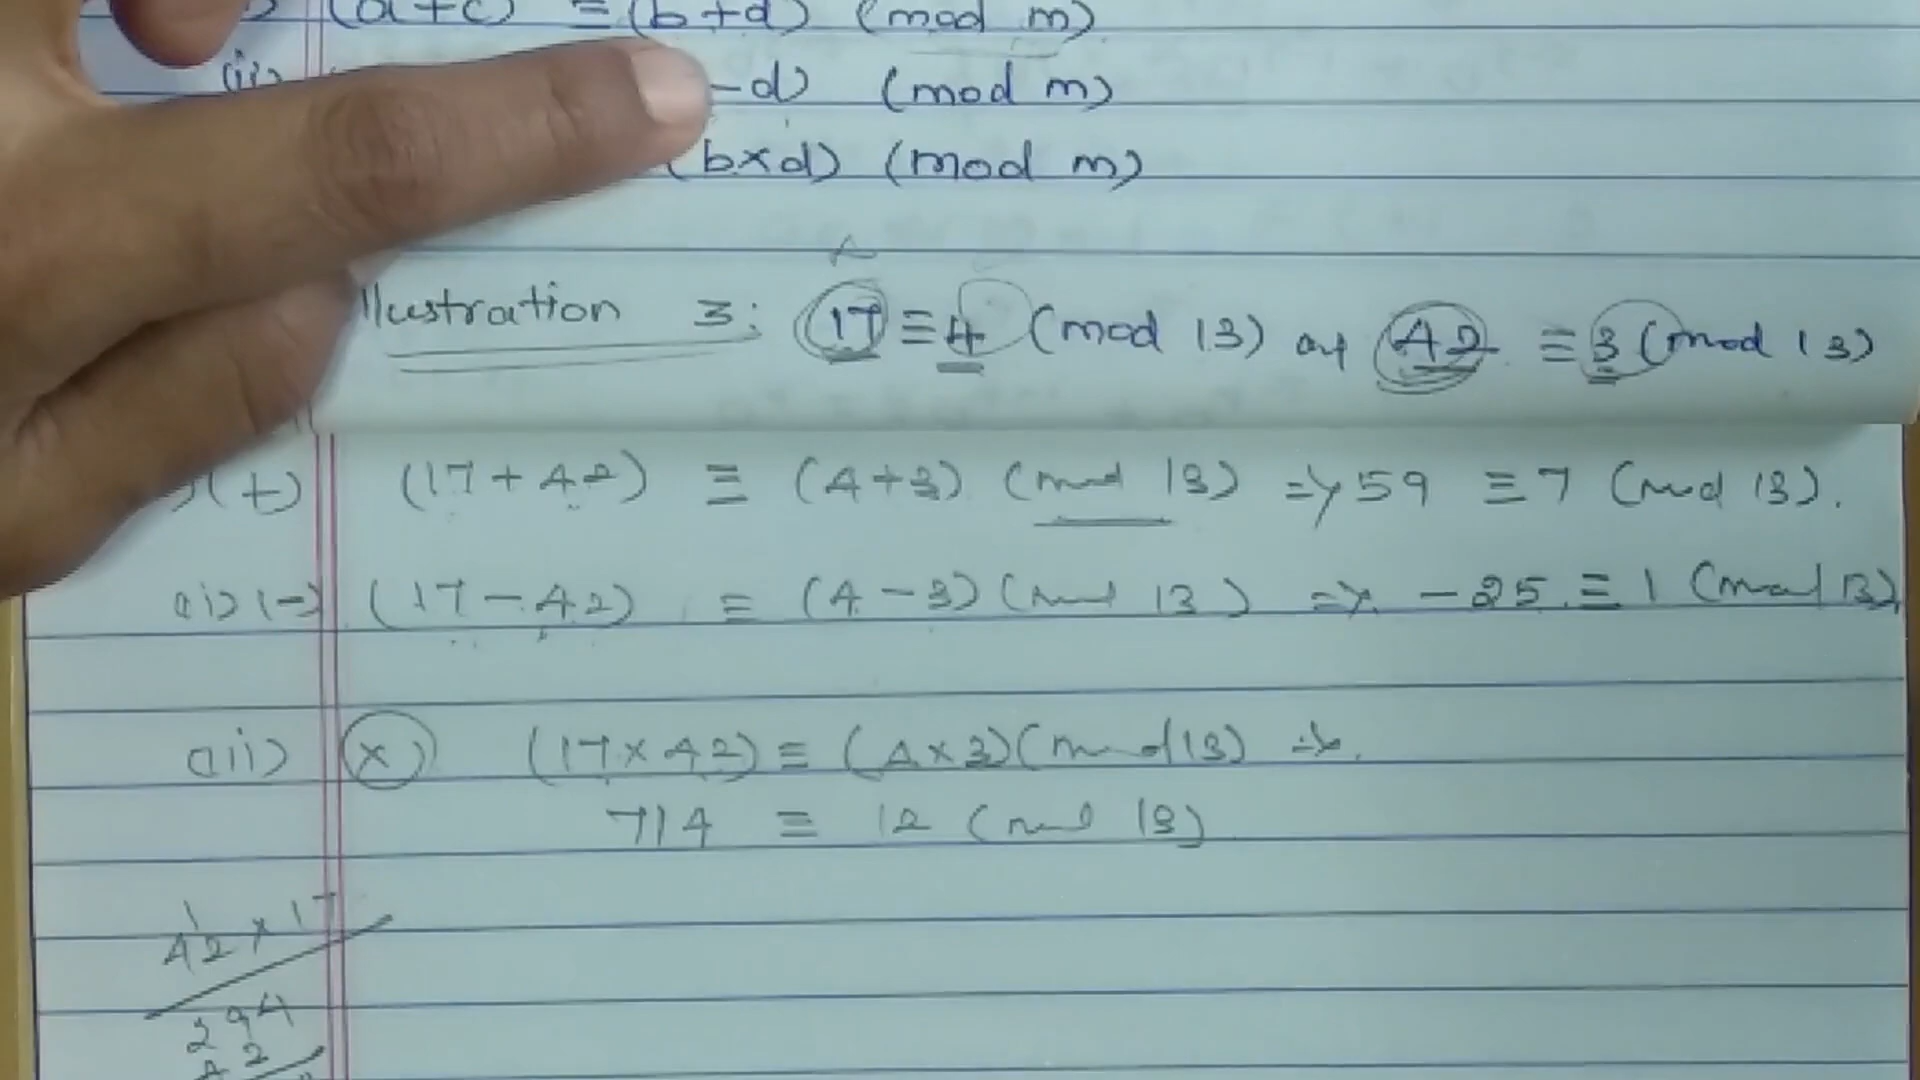 (a+c) ≡ (b+d) (mod m)
(ii) -d) (mod m)
(b×d) (mod m)
Illustration 3: 17 ≡ 4 (mod 13) and 42 ≡ 3 (mod 13)
(+) (17 + 42) ≡ (4+3) (mod 13) => 59 ≡ 7 (mod 13).
(ii) (-) (17 - 42) ≡ (4 - 3) (mod 13) => -25 ≡ 1 (mod 13)
(iii) (×) (17 × 42) ≡ (4 × 3) (mod 13) =>
714 ≡ 12 (mod 13)
1
42 × 17
294
42